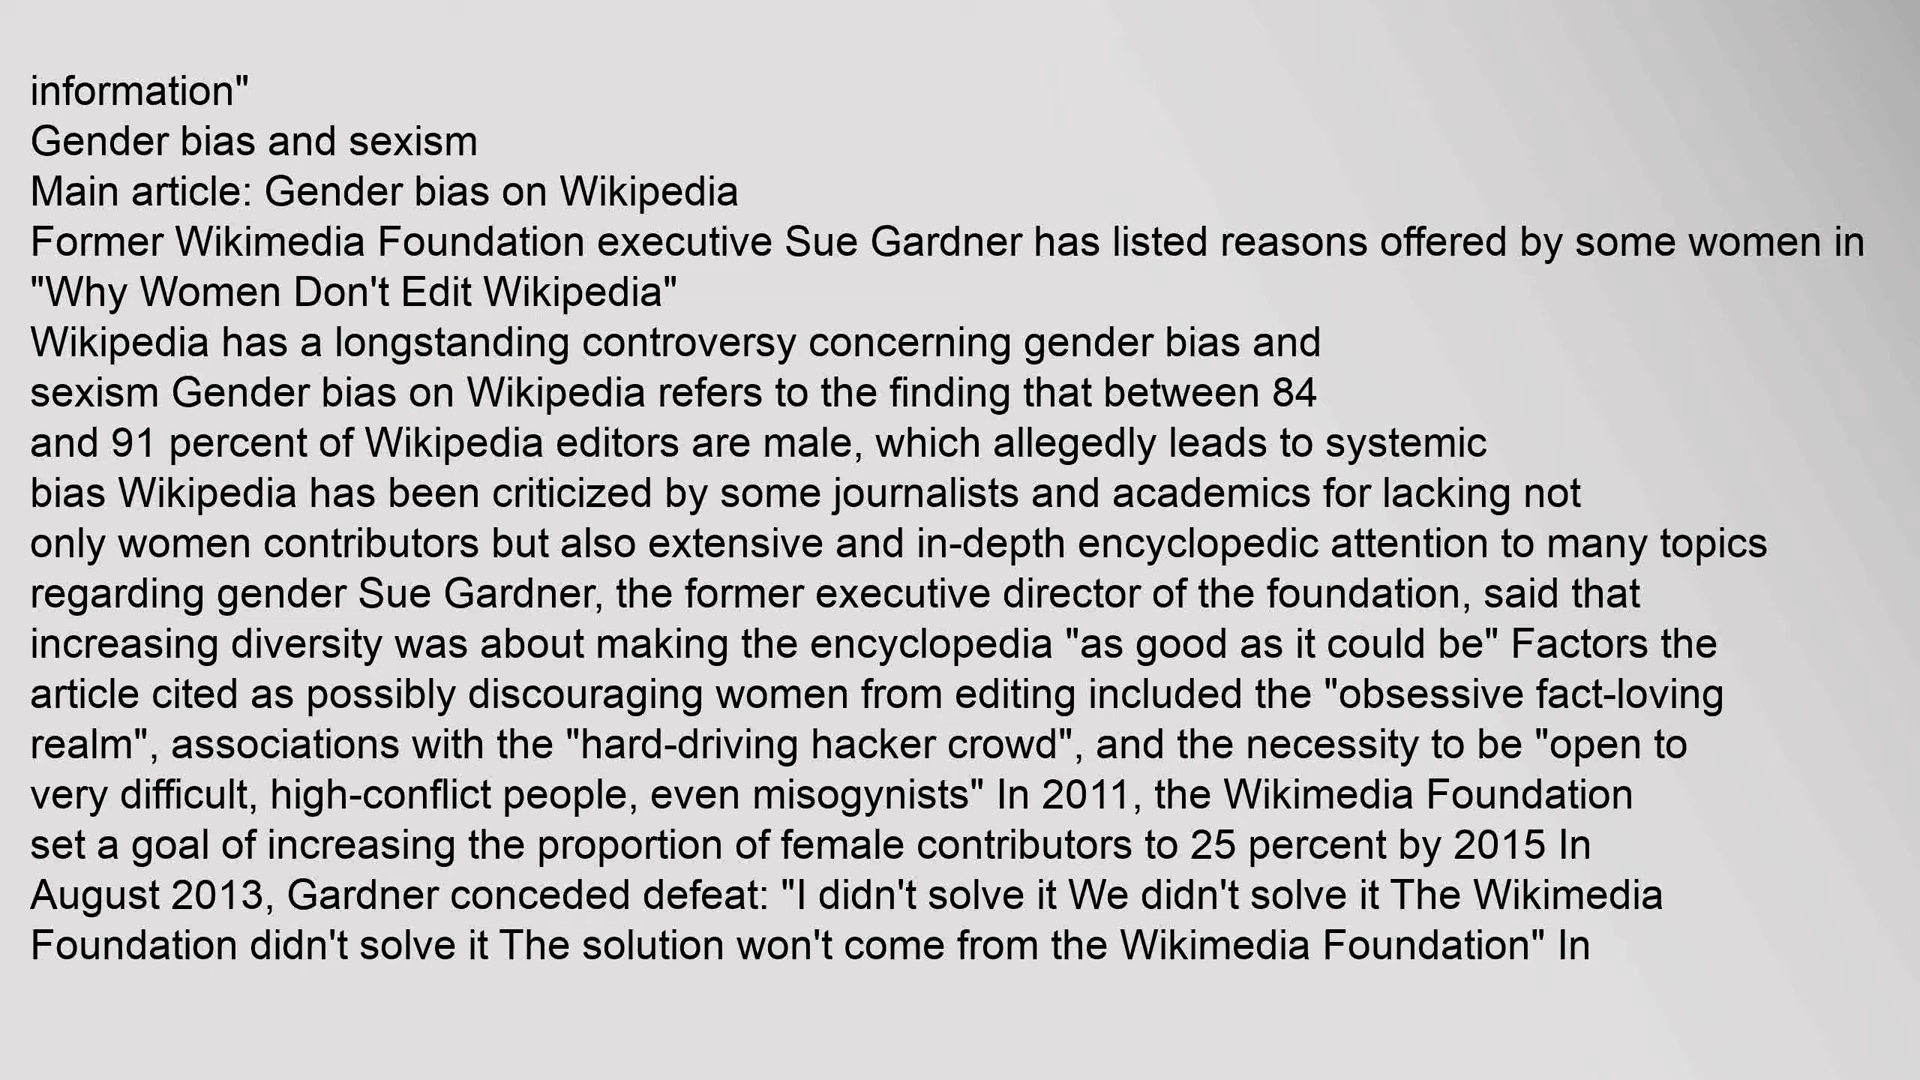 information"
Gender bias and sexism
Main article: Gender bias on Wikipedia
Former Wikimedia Foundation executive Sue Gardner has listed reasons offered by some women in
"Why Women Don't Edit Wikipedia"
Wikipedia has a longstanding controversy concerning gender bias and
sexism Gender bias on Wikipedia refers to the finding that between 84
and 91 percent of Wikipedia editors are male, which allegedly leads to systemic
bias Wikipedia has been criticized by some journalists and academics for lacking not
only women contributors but also extensive and in-depth encyclopedic attention to many topics
regarding gender Sue Gardner, the former executive director of the foundation, said that
increasing diversity was about making the encyclopedia "as good as it could be" Factors the
article cited as possibly discouraging women from editing included the "obsessive fact-loving
realm", associations with the "hard-driving hacker crowd", and the necessity to be "open to
very difficult, high-conflict people, even misogynists" In 2011, the Wikimedia Foundation
set a goal of increasing the proportion of female contributors to 25 percent by 2015 In
August 2013, Gardner conceded defeat: "I didn't solve it We didn't solve it The Wikimedia
Foundation didn't solve it The solution won't come from the Wikimedia Foundation" In